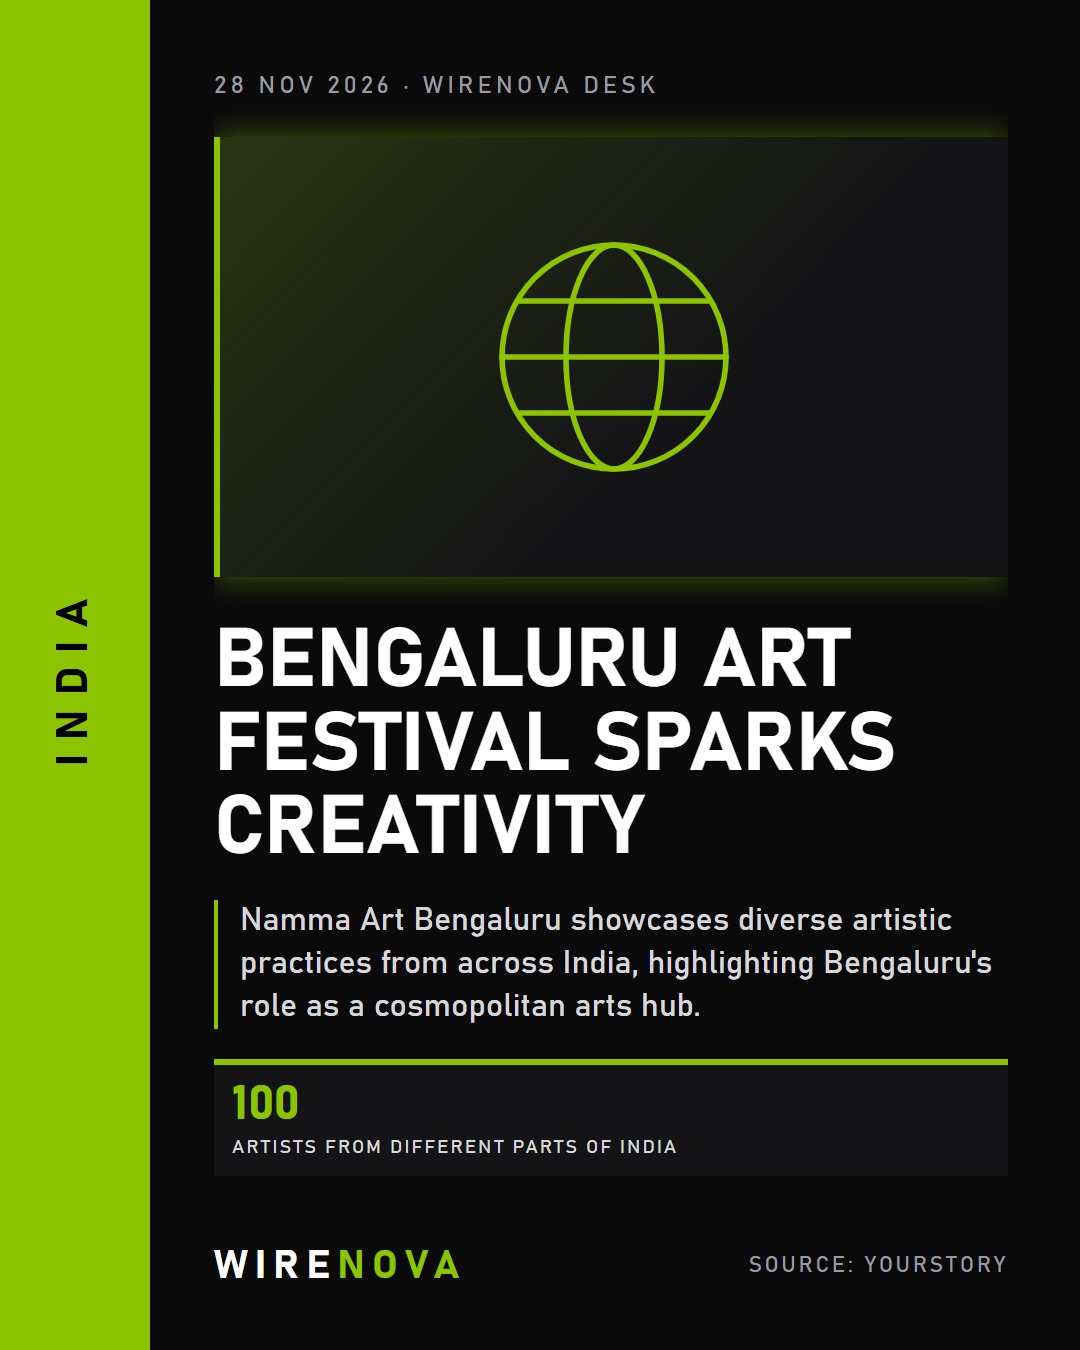 28 NOV 2026 · WIRENOVA DESK
INDIA
BENGALURU ART
FESTIVAL SPARKS
CREATIVITY
Namma Art Bengaluru showcases diverse artistic
practices from across India, highlighting Bengaluru's
role as a cosmopolitan arts hub.
100
ARTISTS FROM DIFFERENT PARTS OF INDIA
WIRENOVA
SOURCE: YOURSTORY